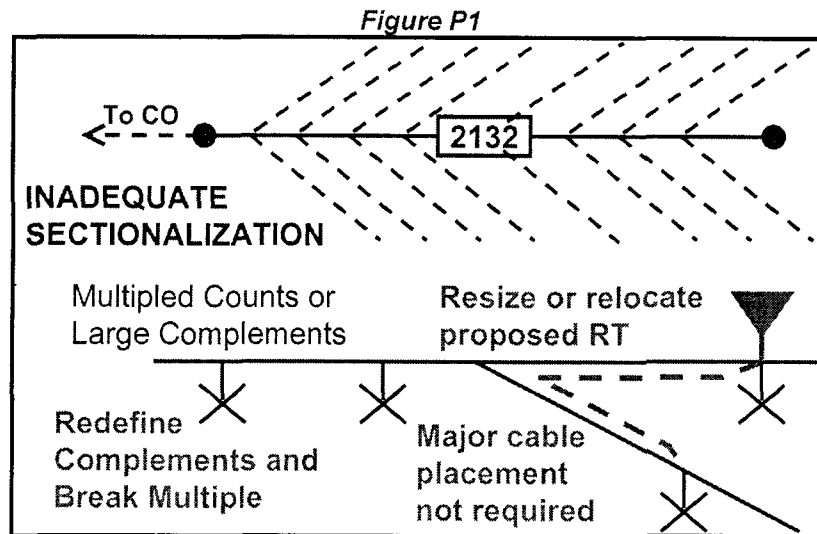 Figure P1
To CO
2132
INADEQUATE
SECTIONALIZATION
Multipled Counts or
Large Complements
Resize or relocate
proposed RT
Redefine
Complements and
Break Multiple
Major cable
placement
not required